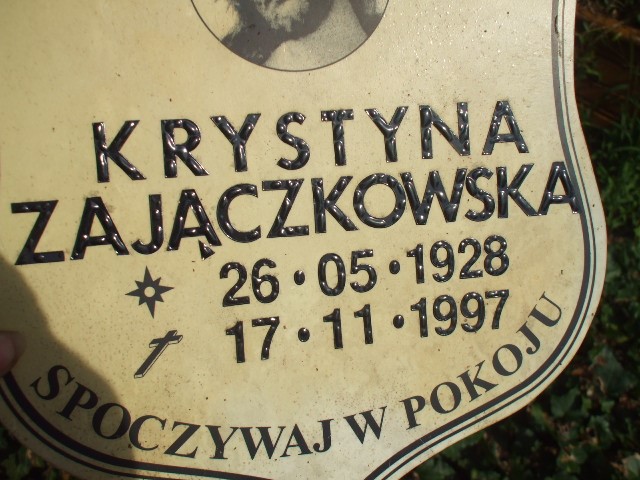 KRYSTYNA
ZAJĄCZKOWSKA
26•05•1928
17•11•1997
SPOCZYWAJ W POKOJU